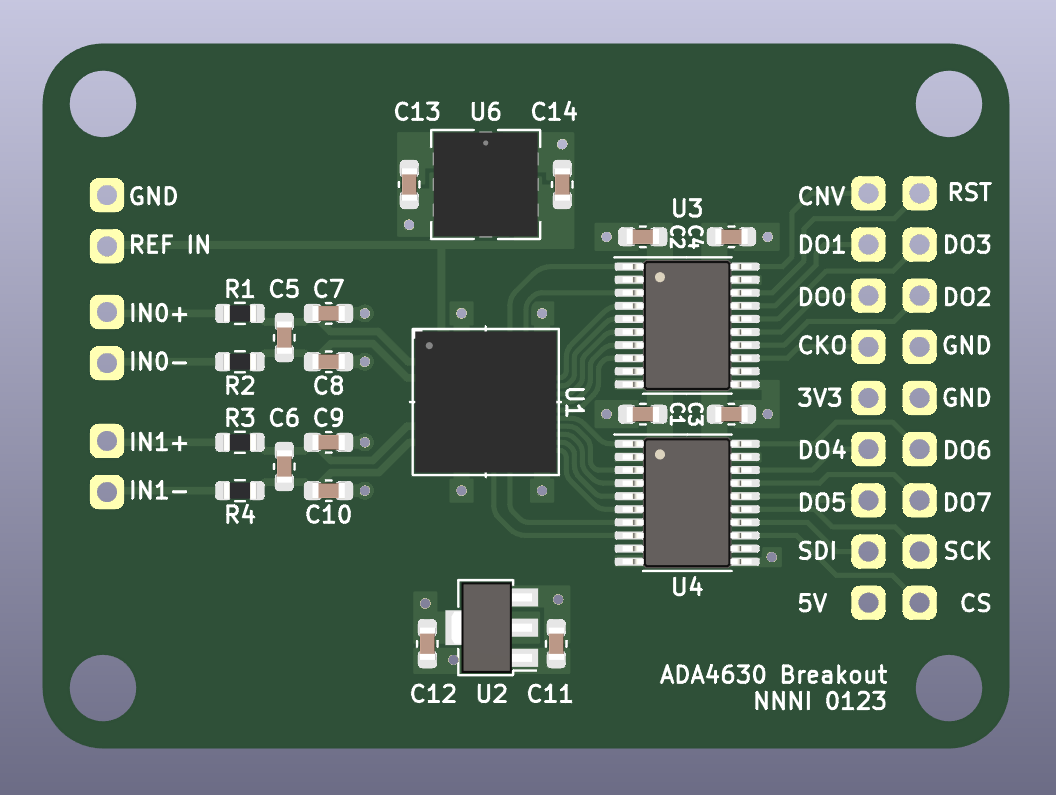 C13 U6 C14
GND
REF IN
CNV RST
U3
C2 C4
DO1 DO3
R1 C5 C7
IN0+
DO0 DO2
CKO GND
IN0-
R2 C8
U1
3V3 GND
R3 C6 C9
C1 C3
IN1+
DO4 DO6
IN1-
R4 C10
DO5 DO7
SDI SCK
U4
5V CS
C12 U2 C11
ADA4630 Breakout
NNNI 0123